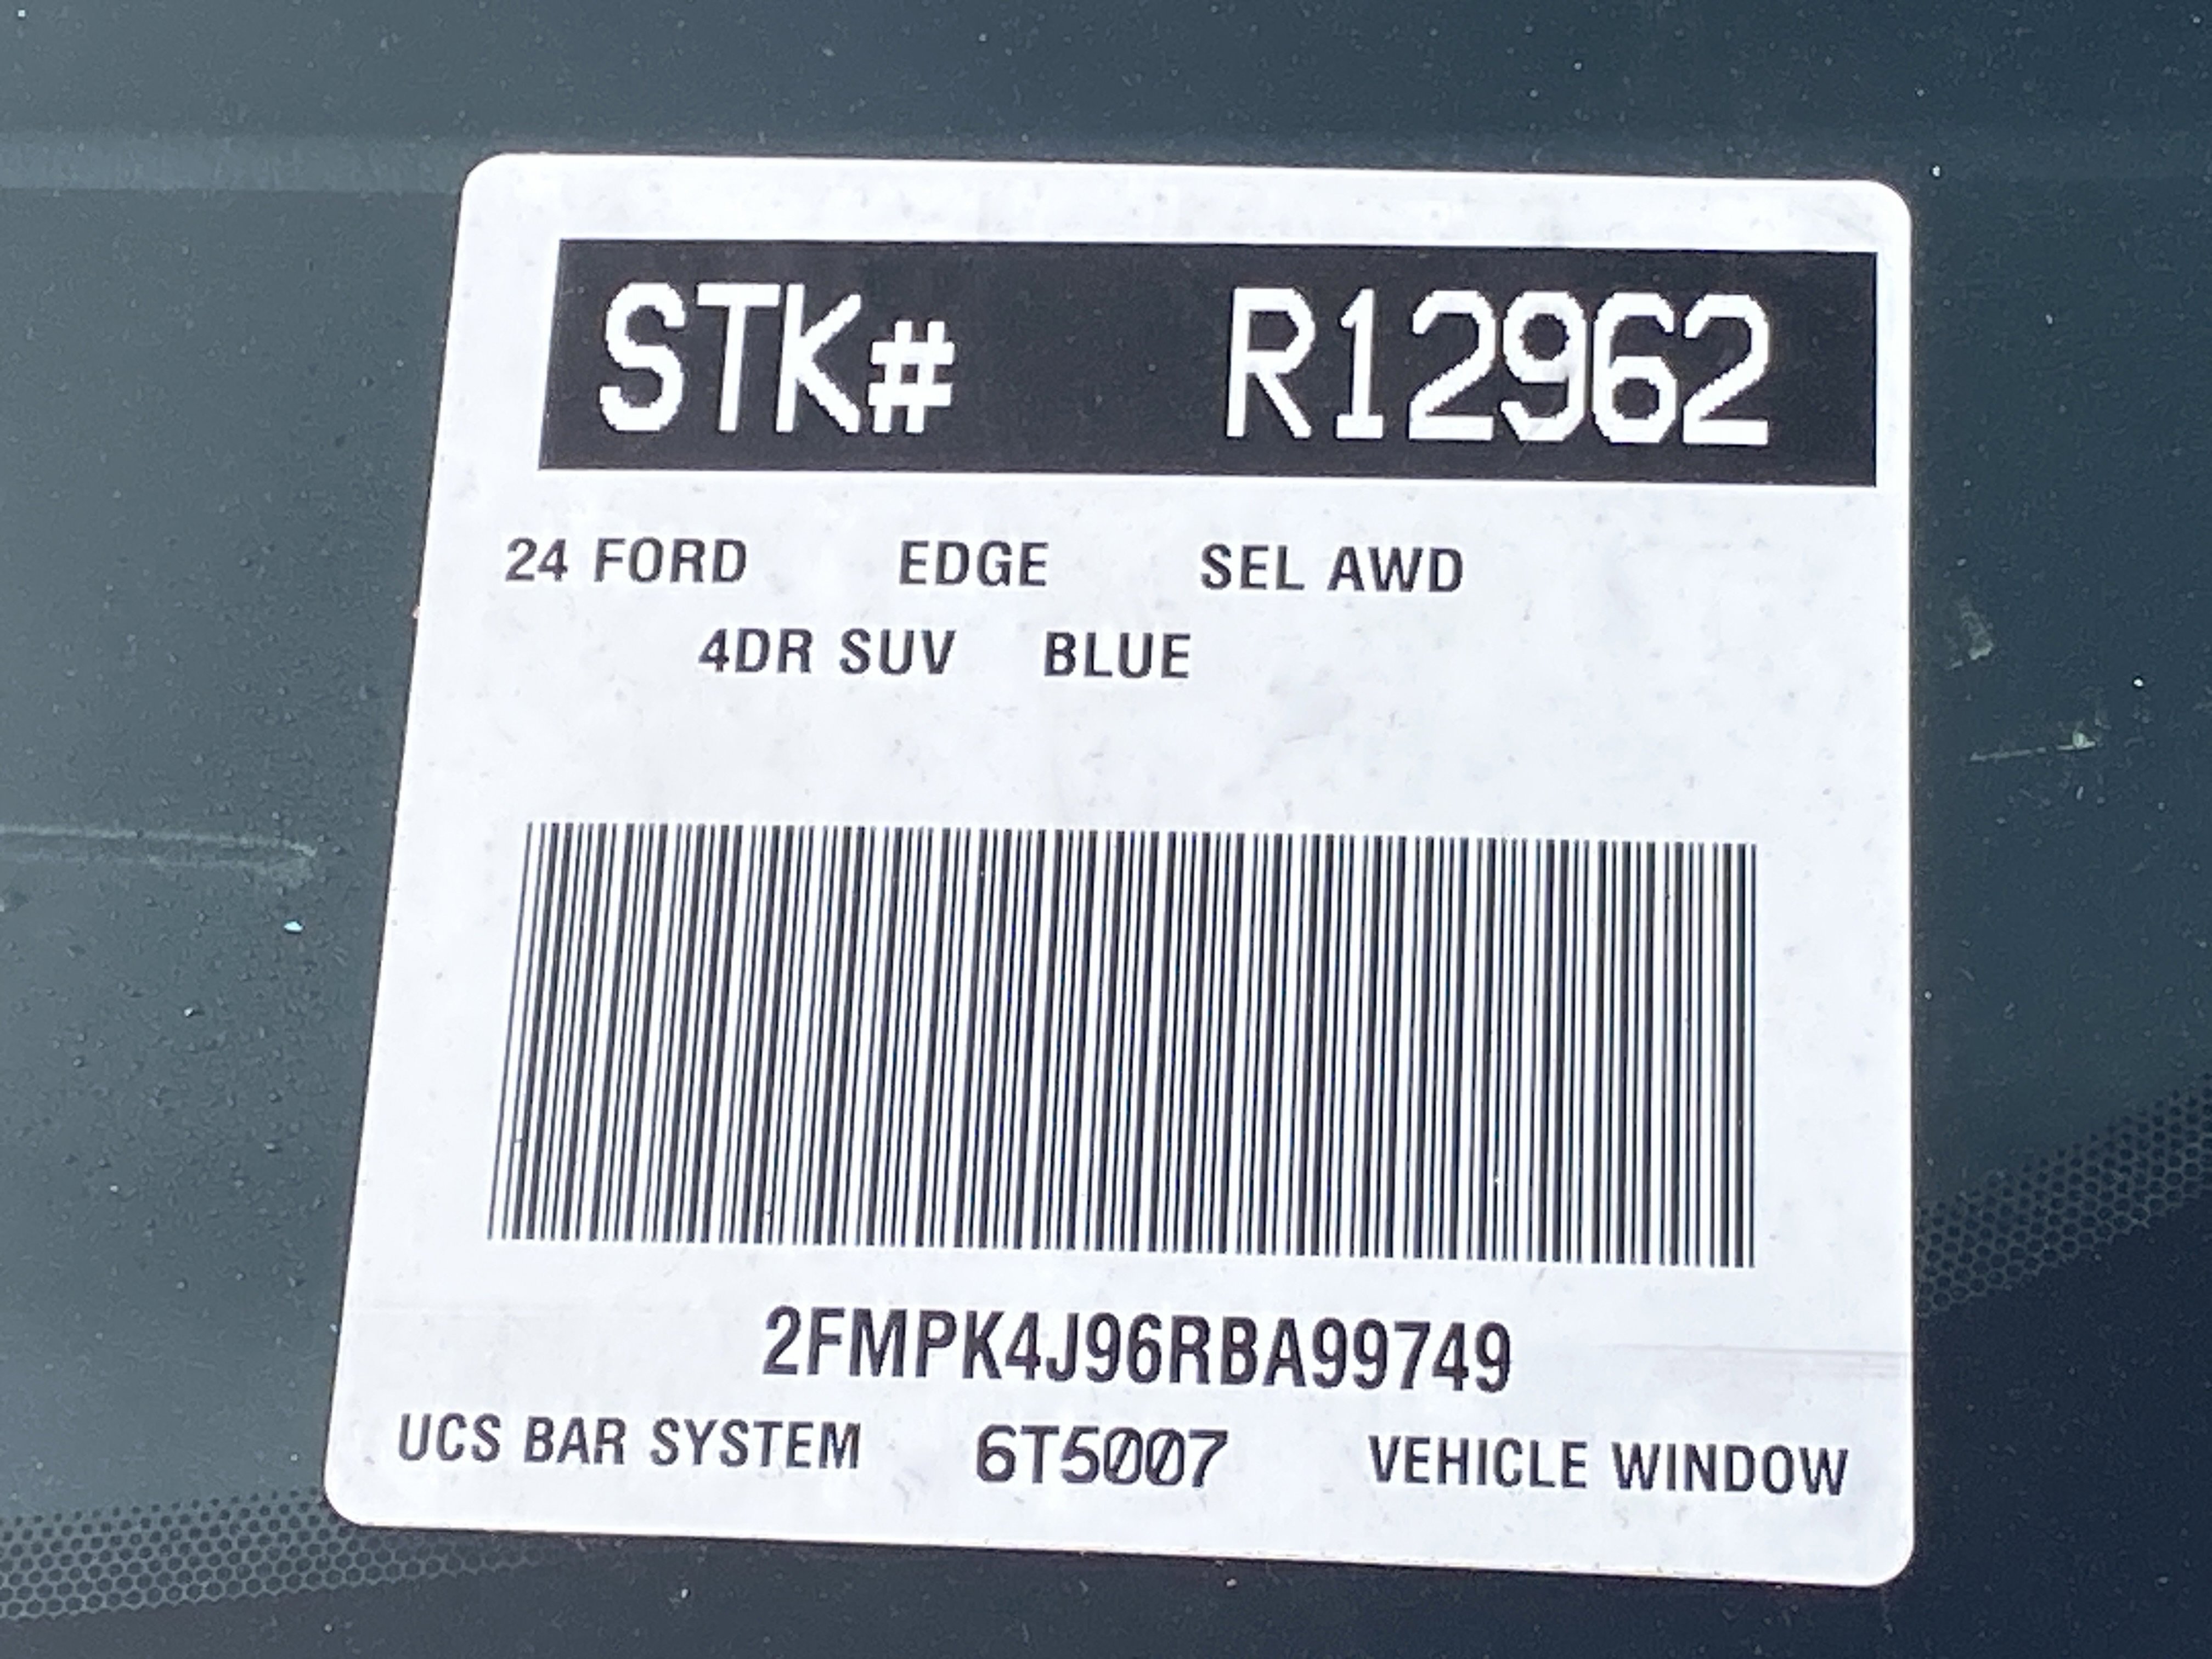 STK# R12962
24 FORD EDGE SEL AWD
4DR SUV BLUE
2FMPK4J96RBA99749
UCS BAR SYSTEM 6T5007 VEHICLE WINDOW